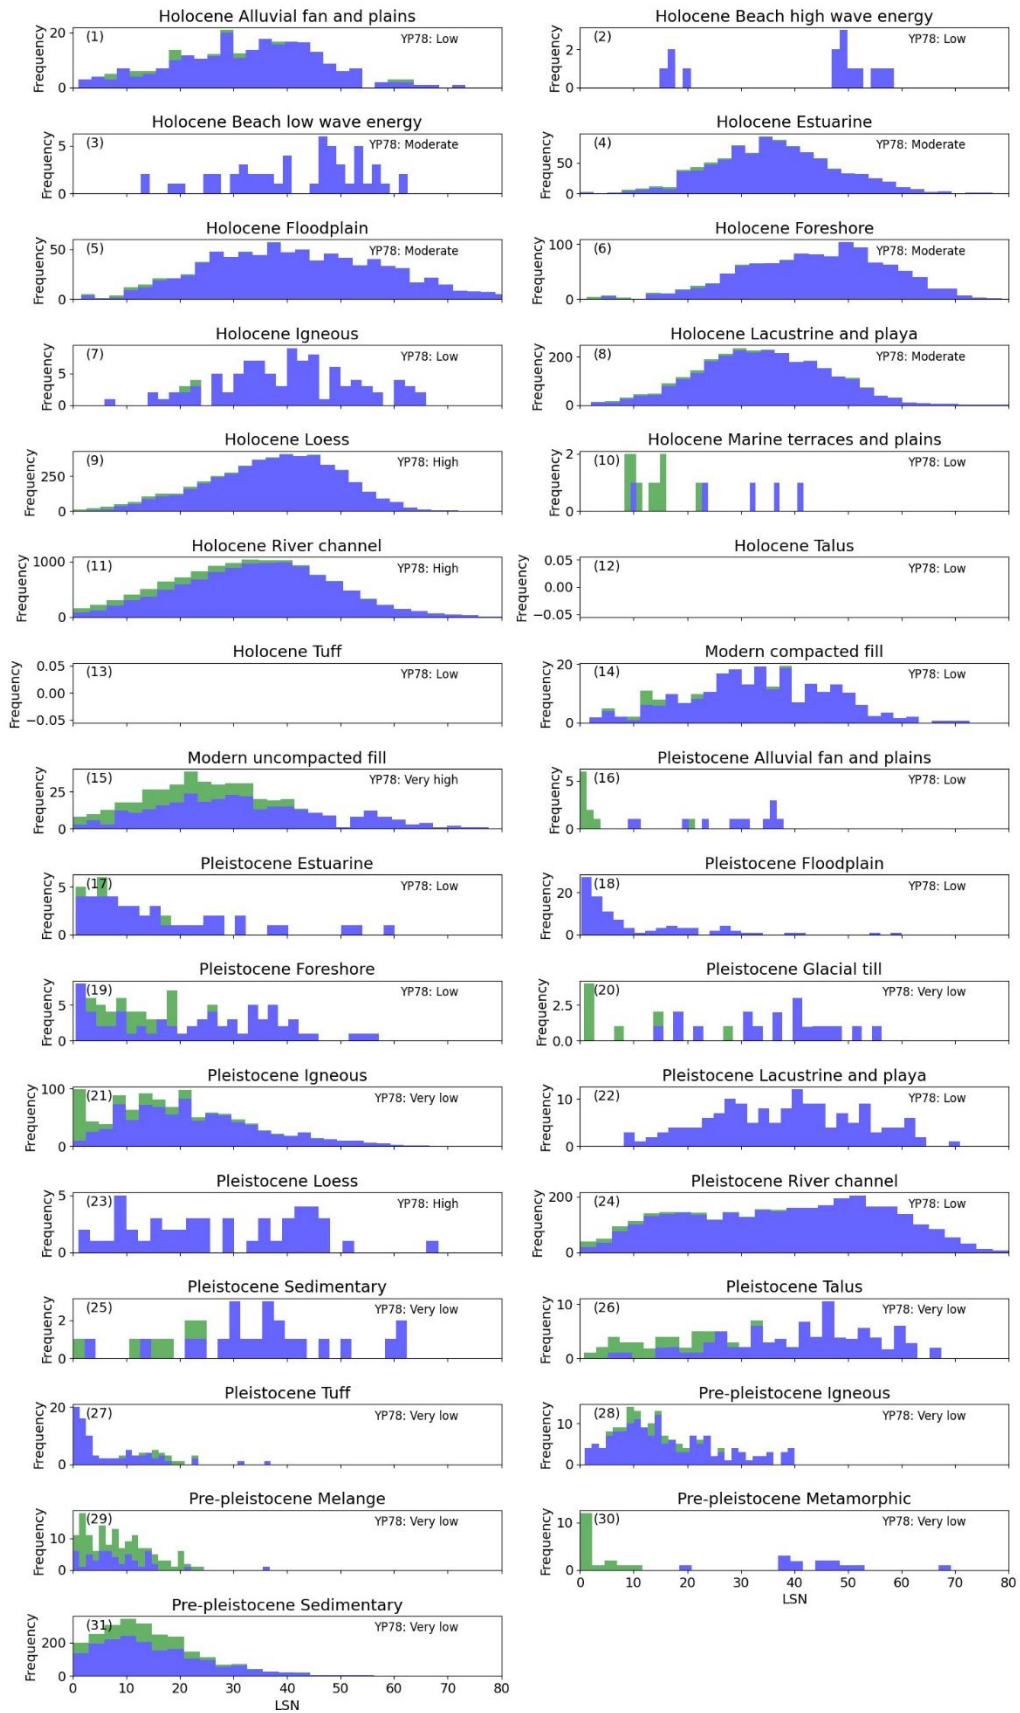 Holocene Alluvial fan and plains
(1)
YP78: Low
Frequency
20
0
Holocene Beach high wave energy
(2)
YP78: Low
Frequency
2
0
Holocene Beach low wave energy
(3)
YP78: Moderate
Frequency
5
0
Holocene Estuarine
(4)
YP78: Moderate
Frequency
50
0
Holocene Floodplain
(5)
YP78: Moderate
Frequency
50
0
Holocene Foreshore
(6)
YP78: Moderate
Frequency
100
0
Holocene Igneous
(7)
YP78: Low
Frequency
5
0
Holocene Lacustrine and playa
(8)
YP78: Moderate
Frequency
200
0
Holocene Loess
(9)
YP78: High
Frequency
250
0
Holocene Marine terraces and plains
(10)
YP78: Low
Frequency
2
0
Holocene River channel
(11)
YP78: High
Frequency
1000
0
Holocene Talus
(12)
YP78: Low
Frequency
0.05
0.00
−0.05
Holocene Tuff
(13)
YP78: Low
Frequency
0.05
0.00
−0.05
Modern compacted fill
(14)
YP78: Low
Frequency
20
0
Modern uncompacted fill
(15)
YP78: Very high
Frequency
25
0
Pleistocene Alluvial fan and plains
(16)
YP78: Low
Frequency
5
0
Pleistocene Estuarine
(17)
YP78: Low
Frequency
5
0
Pleistocene Floodplain
(18)
YP78: Low
Frequency
20
0
Pleistocene Foreshore
(19)
YP78: Low
Frequency
5
0
Pleistocene Glacial till
(20)
YP78: Very low
Frequency
2.5
0.0
Pleistocene Igneous
(21)
YP78: Very low
Frequency
100
0
Pleistocene Lacustrine and playa
(22)
YP78: Low
Frequency
10
0
Pleistocene Loess
(23)
YP78: High
Frequency
5
0
Pleistocene River channel
(24)
YP78: Low
Frequency
200
0
Pleistocene Sedimentary
(25)
YP78: Very low
Frequency
2
0
Pleistocene Talus
(26)
YP78: Very low
Frequency
10
0
Pleistocene Tuff
(27)
YP78: Very low
Frequency
20
0
Pre-pleistocene Igneous
(28)
YP78: Very low
Frequency
10
0
Pre-pleistocene Melange
(29)
YP78: Very low
Frequency
10
0
Pre-pleistocene Metamorphic
(30)
YP78: Very low
Frequency
10
0
0 10 20 30 40 50 60 70 80
LSN
Pre-pleistocene Sedimentary
(31)
YP78: Very low
Frequency
200
0
0 10 20 30 40 50 60 70 80
LSN